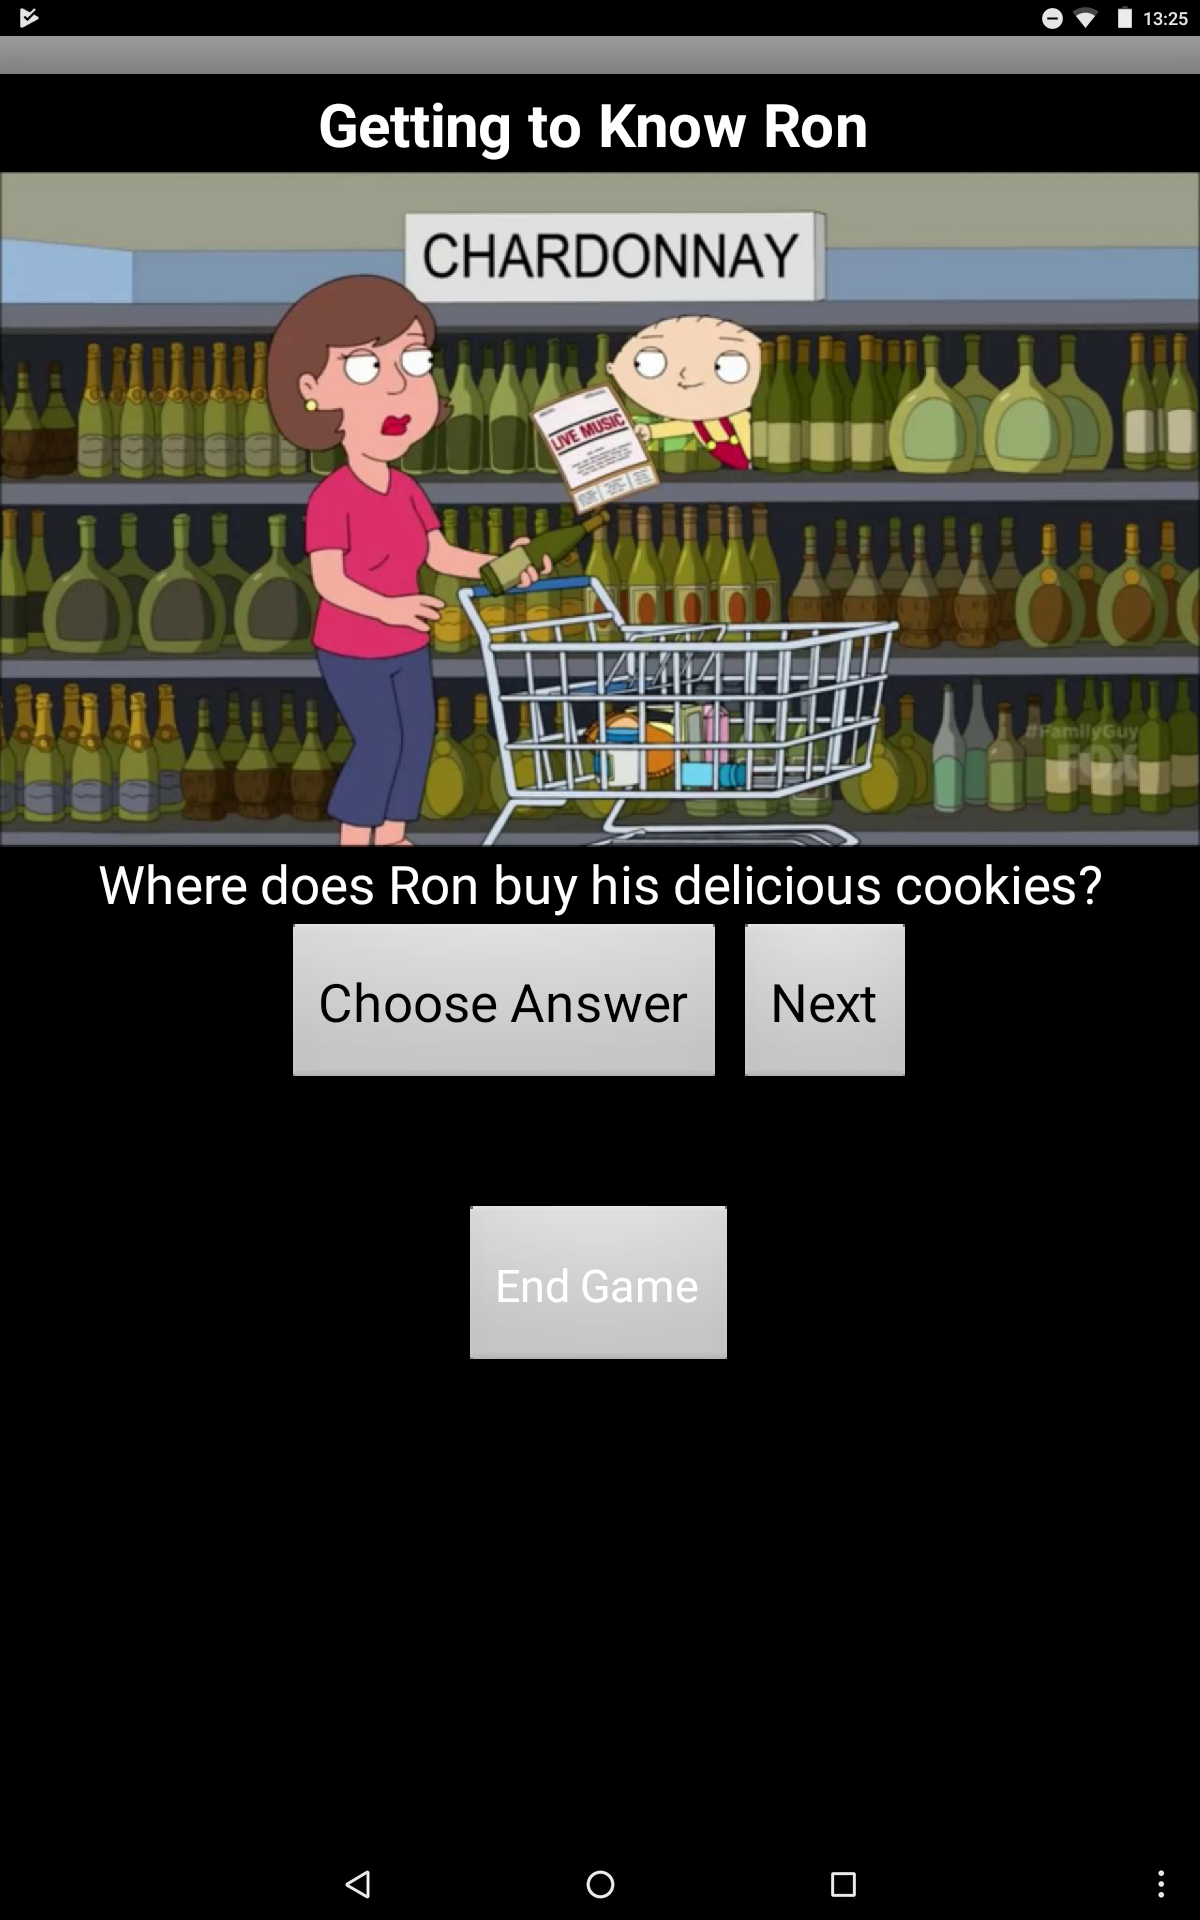 13:25
Getting to Know Ron
CHARDONNAY
LIVE MUSIC
#FamilyGuy
FOX
Where does Ron buy his delicious cookies?
Choose Answer
Next
End Game